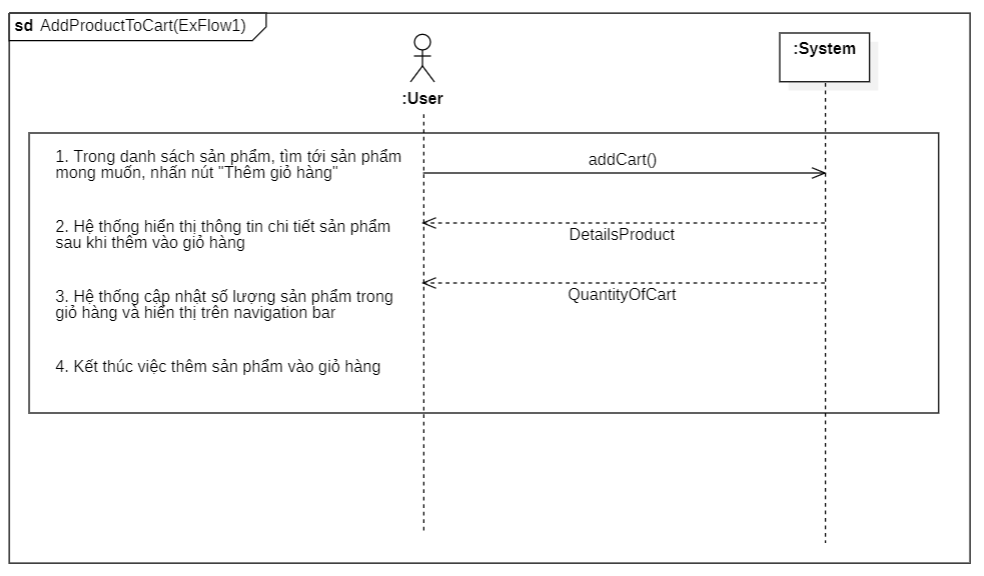 sd AddProductToCart(ExFlow1)
:User
:System
1. Trong danh sách sản phẩm, tìm tới sản phẩm
mong muốn, nhấn nút "Thêm giỏ hàng"
addCart()
2. Hệ thống hiển thị thông tin chi tiết sản phẩm
sau khi thêm vào giỏ hàng
DetailsProduct
3. Hệ thống cập nhật số lượng sản phẩm trong
giỏ hàng và hiển thị trên navigation bar
QuantityOfCart
4. Kết thúc việc thêm sản phẩm vào giỏ hàng